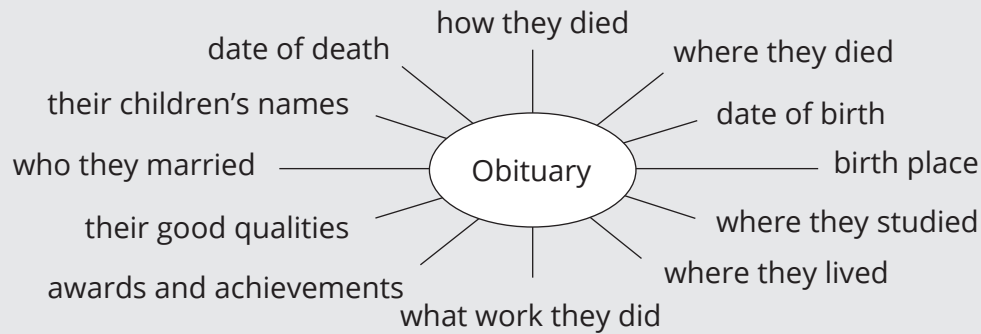 how they died
date of death
where they died
their children's names
date of birth
who they married
Obituary
birth place
their good qualities
where they studied
where they lived
awards and achievements
what work they did